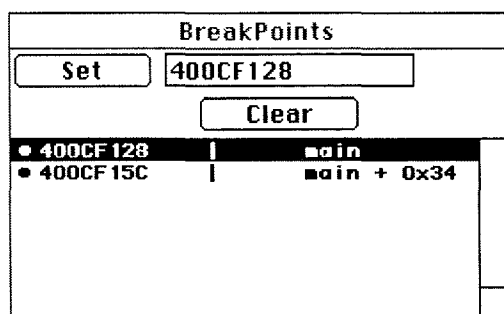 BreakPoints
Set 400CF128
Clear
• 400CF128 | main
• 400CF15C | main + 0x34